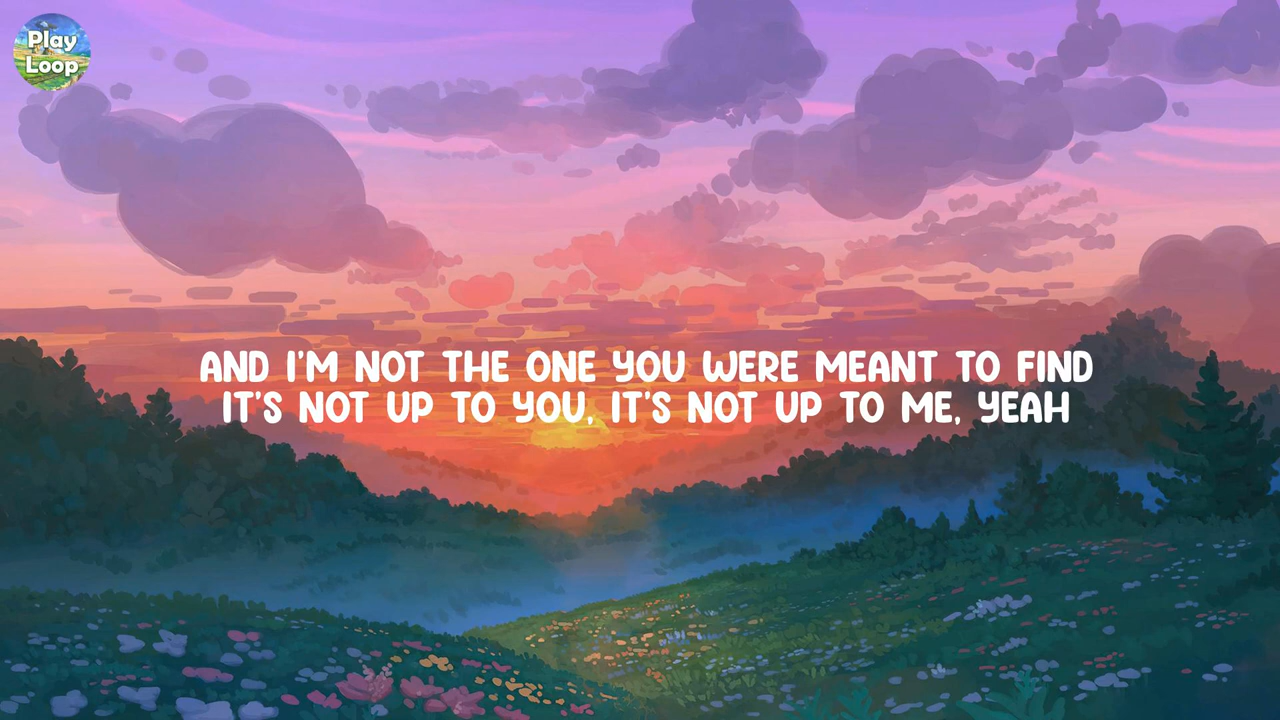 Play
Loop
AND I'M NOT THE ONE YOU WERE MEANT TO FIND
IT'S NOT UP TO YOU, IT'S NOT UP TO ME, YEAH